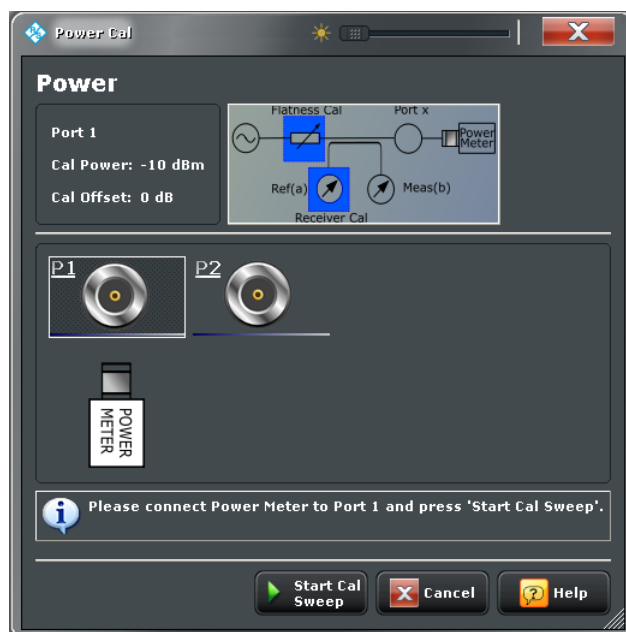 Power Cal
X
Power
Port 1
Cal Power: -10 dBm
Cal Offset: 0 dB
Flatness Cal
Port x
Power
Meter
Ref(a)
Meas(b)
Receiver Cal
P1
P2
POWER
METER
Please connect Power Meter to Port 1 and press 'Start Cal Sweep'.
Start Cal
Sweep
Cancel
Help